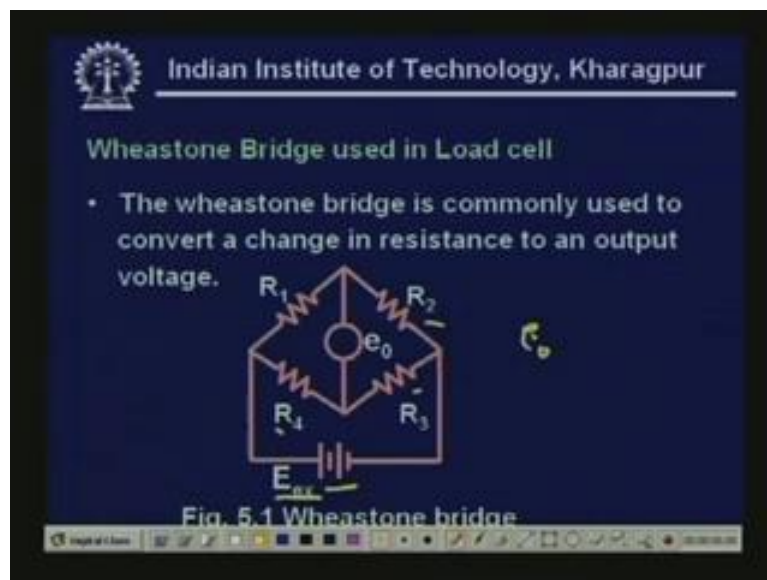 Indian Institute of Technology, Kharagpur
Wheastone Bridge used in Load cell
• The wheastone bridge is commonly used to
convert a change in resistance to an output
voltage.
R1
R2
e0
e0
R4
R3
Eex
Fig. 5.1 Wheastone bridge